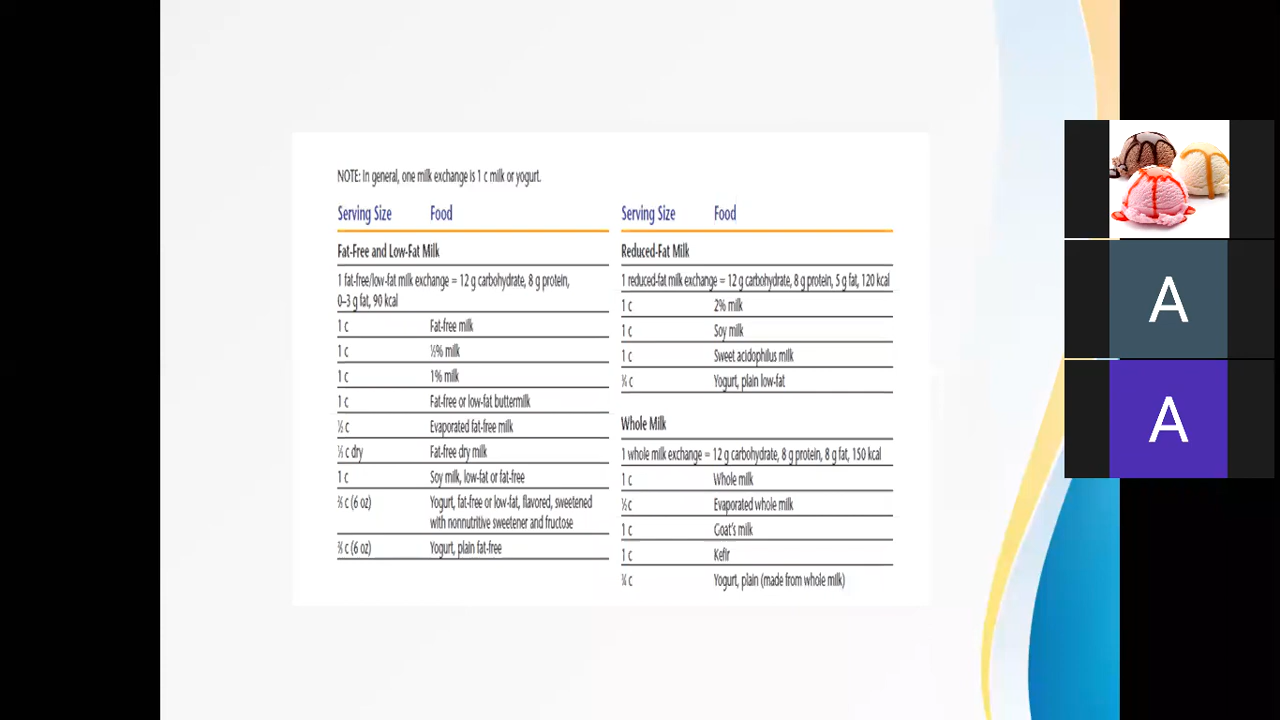 NOTE: In general, one milk exchange is 1 c milk or yogurt.
Serving Size Food
Fat-Free and Low-Fat Milk
1 fat-free/low-fat milk exchange = 12 g carbohydrate, 8 g protein,
0–3 g fat, 90 kcal
1 c Fat-free milk
1 c ½% milk
1 c 1% milk
1 c Fat-free or low-fat buttermilk
½ c Evaporated fat-free milk
c dry Fat-free dry milk
1 c Soy milk, low-fat or fat-free
⅔ c (6 oz) Yogurt, fat-free or low-fat, flavored, sweetened
with nonnutritive sweetener and fructose
⅔ c (6 oz) Yogurt, plain fat-free
Serving Size Food
Reduced-Fat Milk
1 reduced-fat milk exchange = 12 g carbohydrate, 8 g protein, 5 g fat, 120 kcal
1 c 2% milk
1 c Soy milk
1 c Sweet acidophilus milk
¾ c Yogurt, plain low-fat
Whole Milk
1 whole milk exchange = 12 g carbohydrate, 8 g protein, 8 g fat, 150 kcal
1 c Whole milk
½ c Evaporated whole milk
1 c Goat's milk
1 c Kefir
¾ c Yogurt, plain (made from whole milk)
A
A